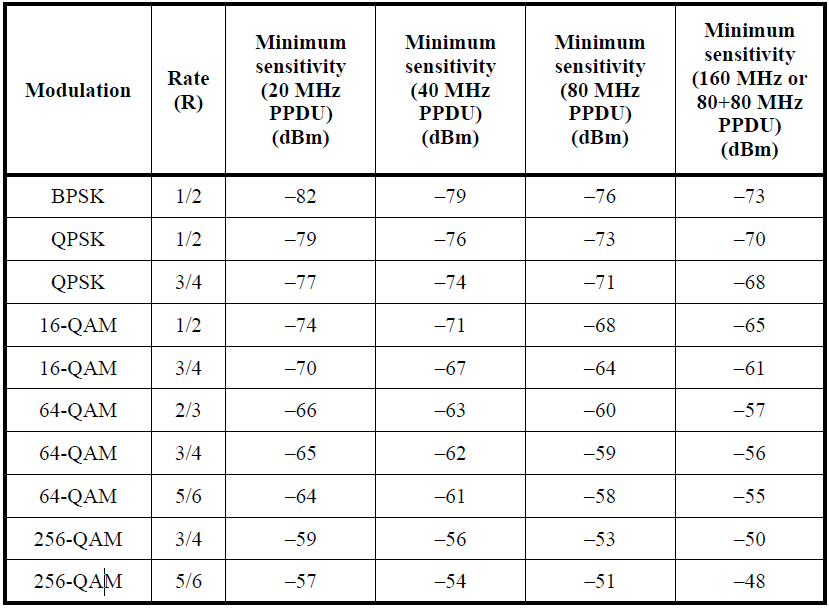 Modulation Rate (R) Minimum sensitivity (20 MHz PPDU) (dBm) Minimum sensitivity (40 MHz PPDU) (dBm) Minimum sensitivity (80 MHz PPDU) (dBm) Minimum sensitivity (160 MHz or 80+80 MHz PPDU) (dBm)
BPSK 1/2 –82 –79 –76 –73
QPSK 1/2 –79 –76 –73 –70
QPSK 3/4 –77 –74 –71 –68
16-QAM 1/2 –74 –71 –68 –65
16-QAM 3/4 –70 –67 –64 –61
64-QAM 2/3 –66 –63 –60 –57
64-QAM 3/4 –65 –62 –59 –56
64-QAM 5/6 –64 –61 –58 –55
256-QAM 3/4 –59 –56 –53 –50
256-QAM 5/6 –57 –54 –51 –48